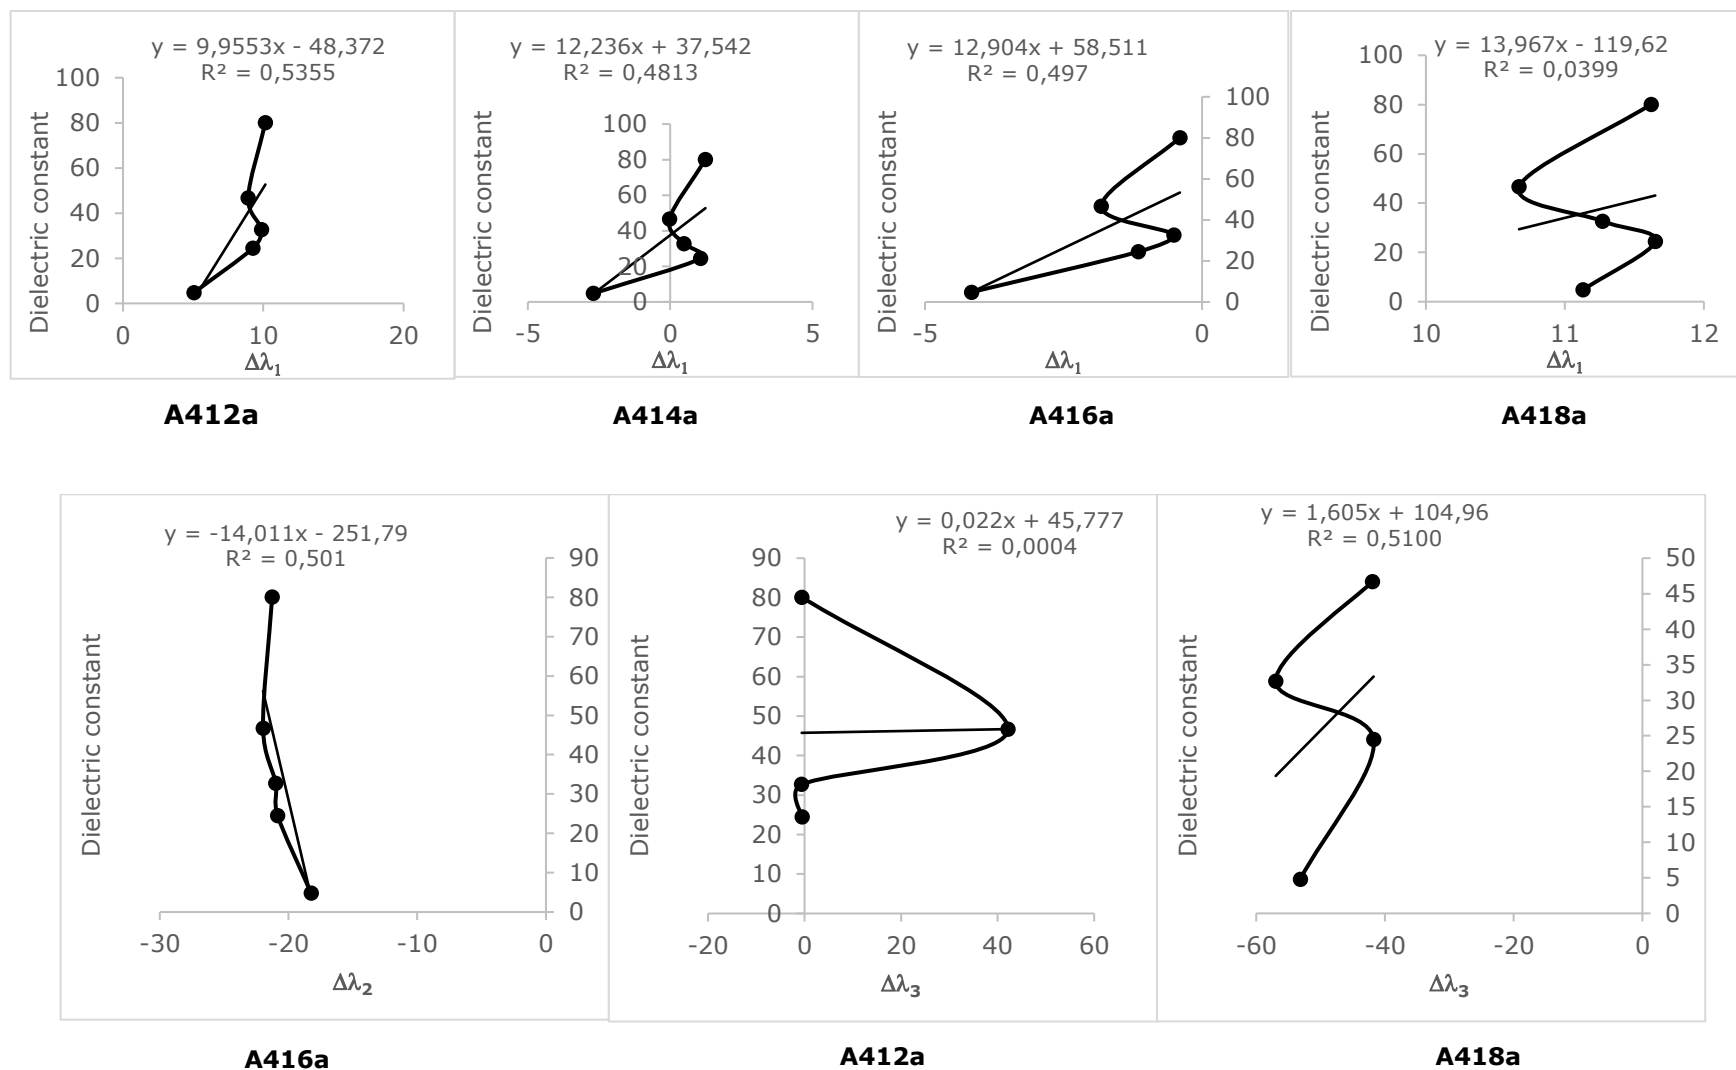 y = 9,9553x - 48,372
R² = 0,5355
100
80
60
40
20
0
0
10
20
Dielectric constant
Δλ₁
A412a
y = 12,236x + 37,542
R² = 0,4813
100
80
60
40
20
0
-5
0
5
Dielectric constant
Δλ₁
A414a
y = 12,904x + 58,511
R² = 0,497
100
80
60
40
20
0
-5
0
Dielectric constant
Δλ₁
A416a
y = 13,967x - 119,62
R² = 0,0399
100
80
60
40
20
0
10
11
12
Dielectric constant
Δλ₁
A418a
y = -14,011x - 251,79
R² = 0,501
90
80
70
60
50
40
30
20
10
0
-30
-20
-10
0
Dielectric constant
Δλ₂
A416a
y = 0,022x + 45,777
R² = 0,0004
90
80
70
60
50
40
30
20
10
0
-20
0
20
40
60
Dielectric constant
Δλ₃
A412a
y = 1,605x + 104,96
R² = 0,5100
50
45
40
35
30
25
20
15
10
5
0
-60
-40
-20
0
Dielectric constant
Δλ₃
A418a